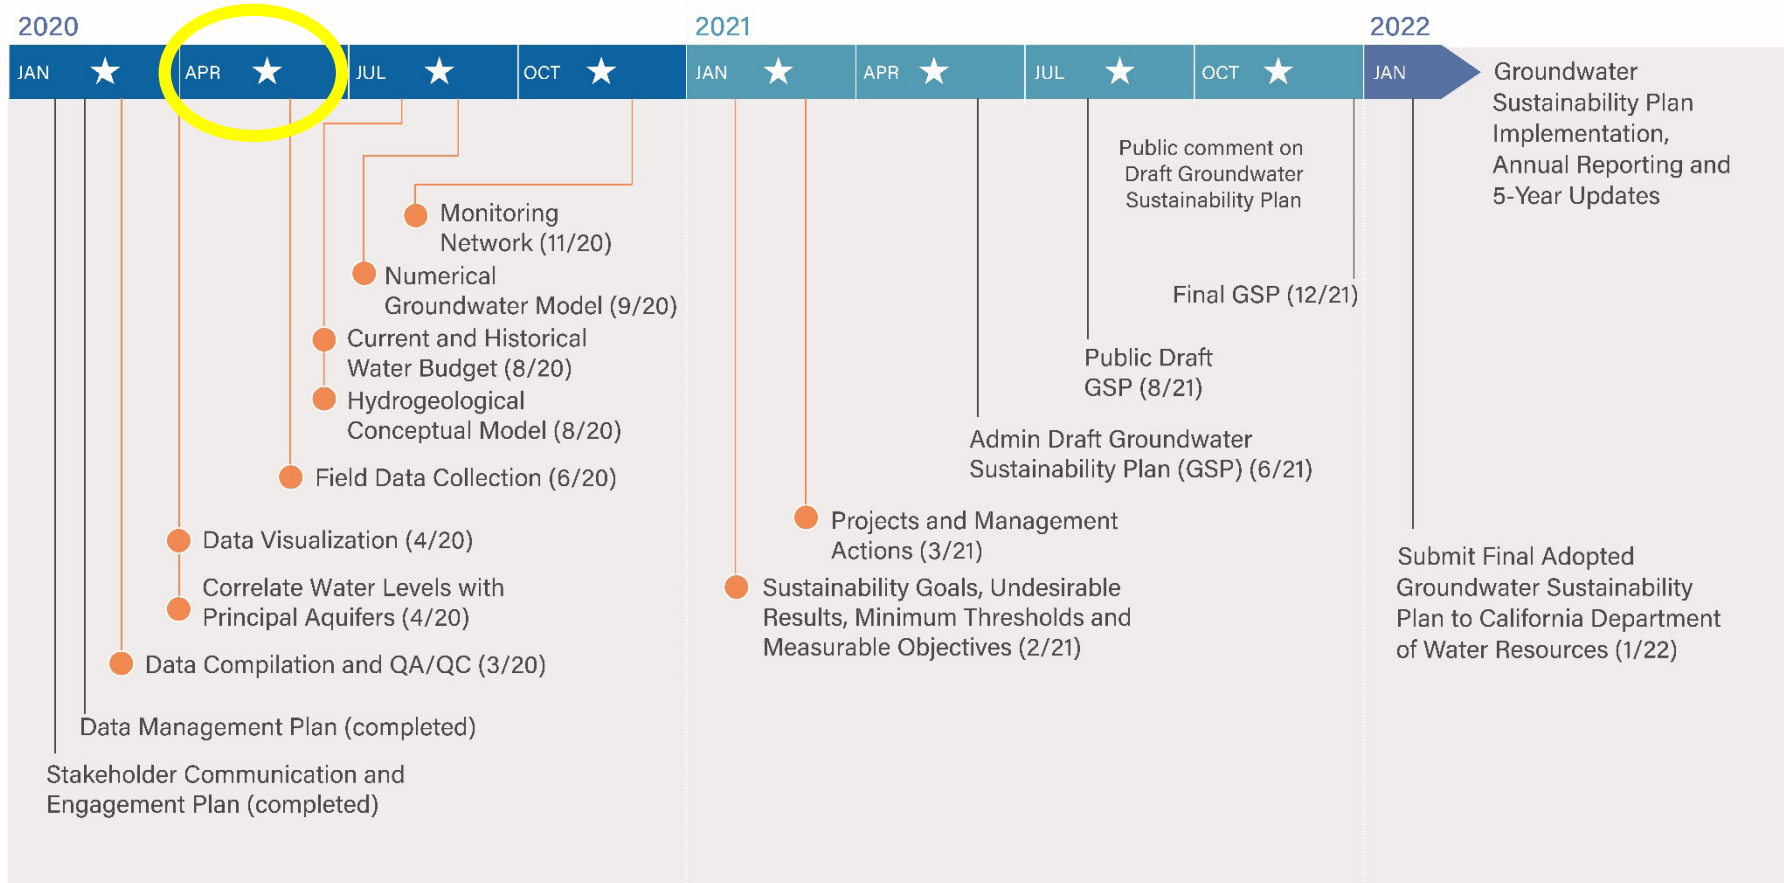 2020
2021
2022
JAN
APR
JUL
OCT
JAN
APR
JUL
OCT
JAN
Groundwater
Sustainability Plan
Implementation,
Annual Reporting and
5-Year Updates
Public comment on
Draft Groundwater
Sustainability Plan
Monitoring
Network (11/20)
Numerical
Groundwater Model (9/20)
Current and Historical
Water Budget (8/20)
Hydrogeological
Conceptual Model (8/20)
Field Data Collection (6/20)
Data Visualization (4/20)
Correlate Water Levels with
Principal Aquifers (4/20)
Data Compilation and QA/QC (3/20)
Data Management Plan (completed)
Stakeholder Communication and
Engagement Plan (completed)
Final GSP (12/21)
Public Draft
GSP (8/21)
Admin Draft Groundwater
Sustainability Plan (GSP) (6/21)
Projects and Management
Actions (3/21)
Sustainability Goals, Undesirable
Results, Minimum Thresholds and
Measurable Objectives (2/21)
Submit Final Adopted
Groundwater Sustainability
Plan to California Department
of Water Resources (1/22)